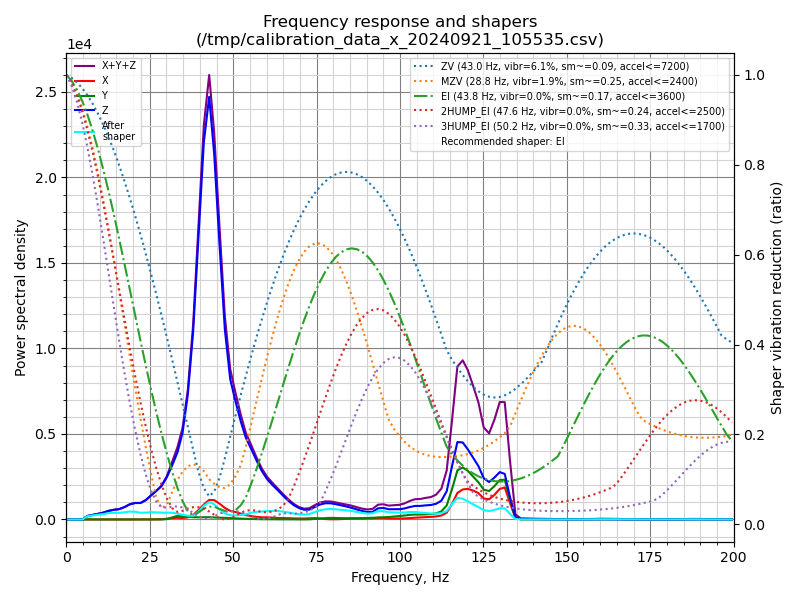 Frequency response and shapers
(/tmp/calibration_data_x_20240921_105535.csv)
1e4
X+Y+Z
X
Y
Z
After
shaper
ZV (43.0 Hz, vibr=6.1%, sm~=0.09, accel<=7200)
MZV (28.8 Hz, vibr=1.9%, sm~=0.25, accel<=2400)
EI (43.8 Hz, vibr=0.0%, sm~=0.17, accel<=3600)
2HUMP_EI (47.6 Hz, vibr=0.0%, sm~=0.24, accel<=2500)
3HUMP_EI (50.2 Hz, vibr=0.0%, sm~=0.33, accel<=1700)
Recommended shaper: EI
Power spectral density
2.5
2.0
1.5
1.0
0.5
0.0
1.0
0.8
0.6
0.4
0.2
0.0
Shaper vibration reduction (ratio)
0
25
50
75
100
125
150
175
200
Frequency, Hz